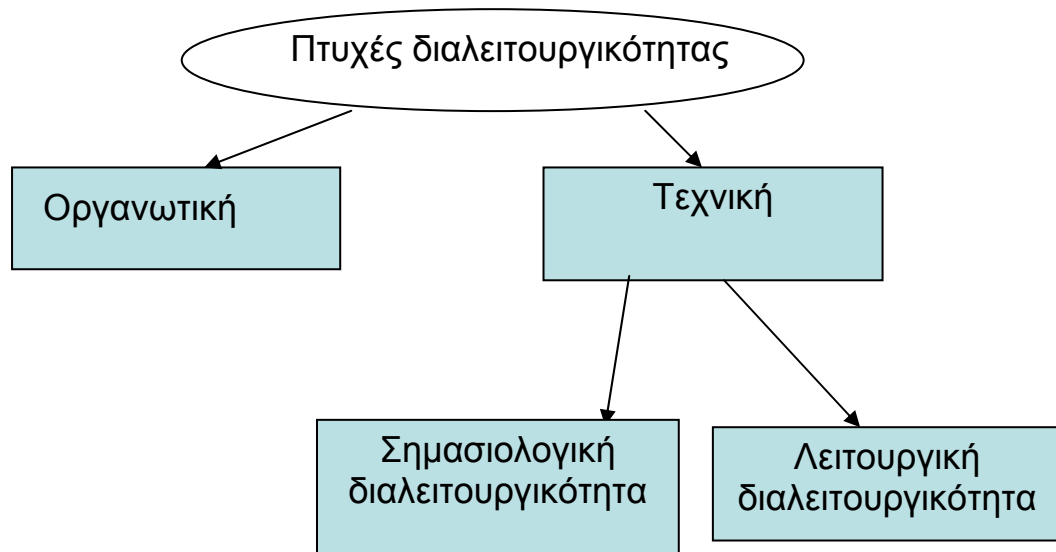 Πτυχές διαλειτουργικότητας
Οργανωτική
Τεχνική
Σημασιολογική
διαλειτουργικότητα
Λειτουργική
διαλειτουργικότητα